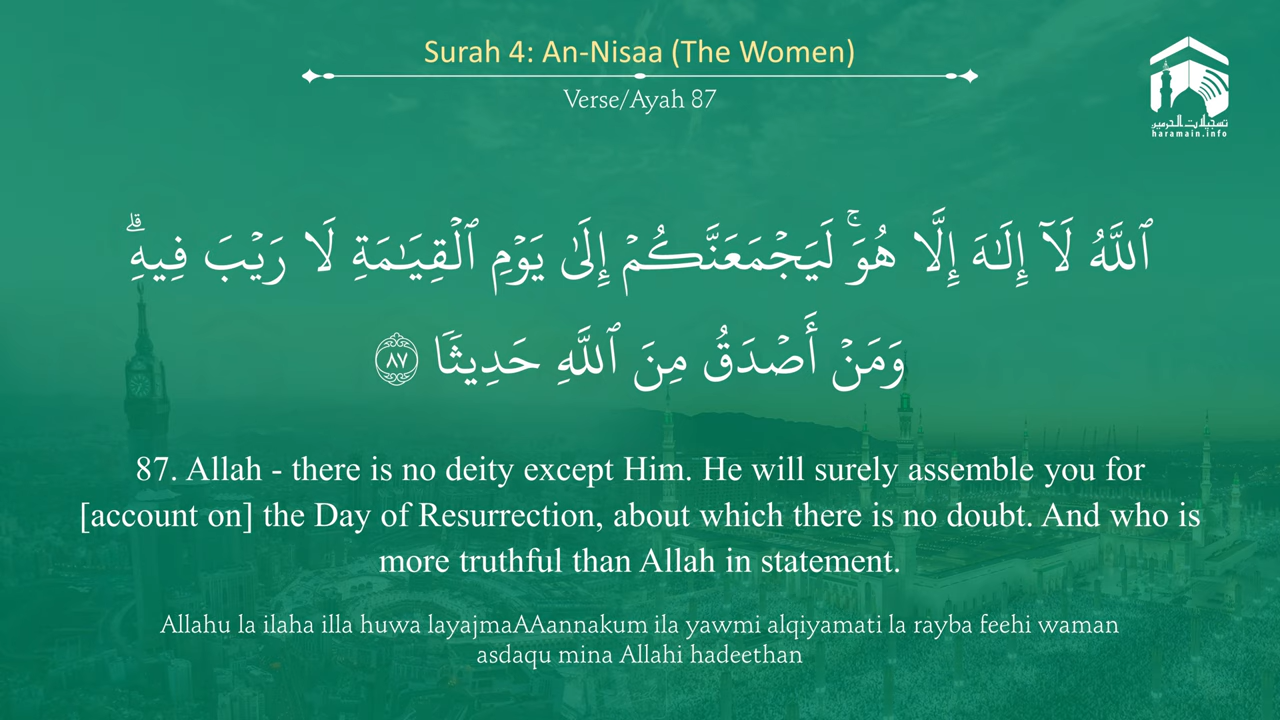 Surah 4: An-Nisaa (The Women)
Verse/Ayah 87
تسجيلات الحرمين
haramain.info
ٱللَّهُ لَآ إِلَـٰهَ إِلَّا هُوَۚ لَيَجْمَعَنَّكُمْ إِلَىٰ يَوْمِ ٱلْقِيَـٰمَةِ لَا رَيْبَ فِيهِۗ
وَمَنْ أَصْدَقُ مِنَ ٱللَّهِ حَدِيثًا ٨٧
87. Allah - there is no deity except Him. He will surely assemble you for
[account on] the Day of Resurrection, about which there is no doubt. And who is
more truthful than Allah in statement.
Allahu la ilaha illa huwa layajmaAAannakum ila yawmi alqiyamati la rayba feehi waman
asdaqu mina Allahi hadeethan